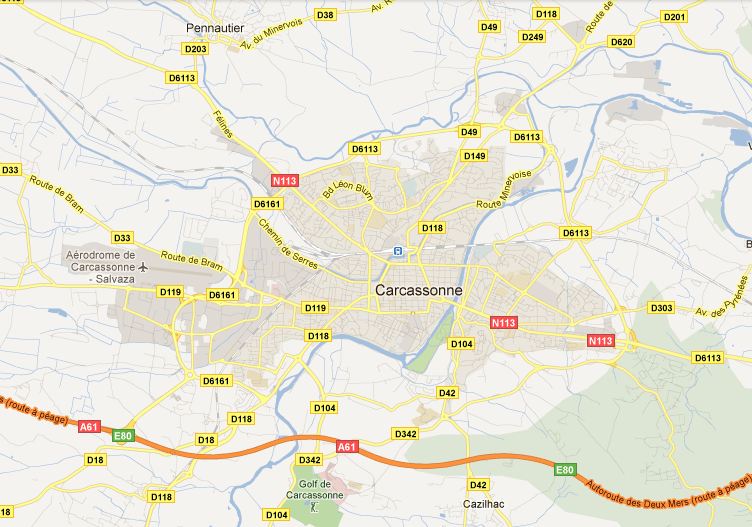 6113
D38
Av. R
D118
D201
Pennautier
Av. du Minervois
D49
Route de
D249
D203
D620
D6113
Félines
D49
D6113
D6113
D149
D33
N113
Bd Léon Blum
Route Minervoise
Route de Bram
D6161
D118
D6113
D33
Chemin de Serres
Aérodrome de
Carcassonne
- Salvaza
Route de Bram
D119
D6161
Carcassonne
D119
D303
Av. des Pyrénées
N113
D118
D104
N113
D6113
D6161
D42
s (route à péage)
D104
D118
A61
E80
D18
D342
A61
D18
D342
E80
Golf de
Carcassonne
D42
Autoroute des Deux Mers (route à péage)
D118
Cazilhac
D104